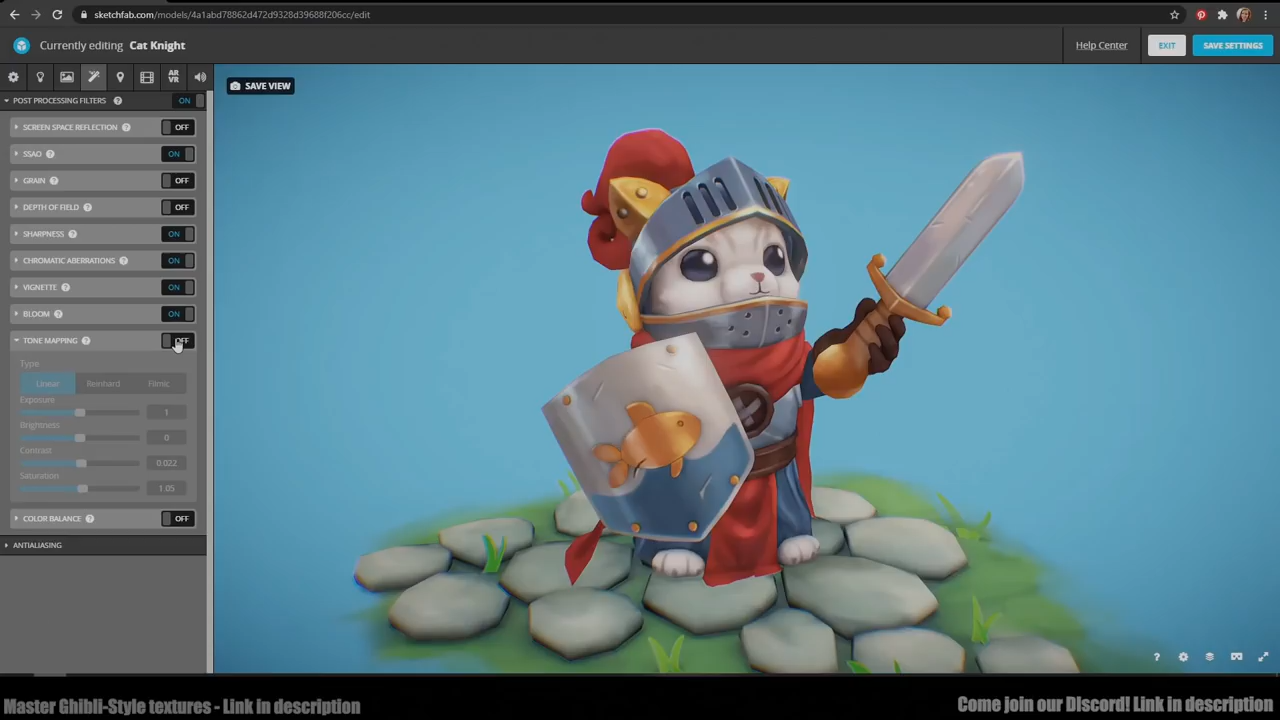 sketchfab.com/models/4a1abd78862d472d9328d39688f206cc/edit
Currently editing Cat Knight
Help Center
EXIT
SAVE SETTINGS
AR VR
SAVE VIEW
POST PROCESSING FILTERS ? ON
SCREEN SPACE REFLECTION ? OFF
SSAO ? ON
GRAIN ? OFF
DEPTH OF FIELD ? OFF
SHARPNESS ? ON
CHROMATIC ABERRATIONS ? ON
VIGNETTE ? ON
BLOOM ? ON
TONE MAPPING ? OFF
Type
Linear Reinhard Filmic
Exposure
1
Brightness
0
Contrast
0.022
Saturation
1.05
COLOR BALANCE ? OFF
ANTIALIASING
?
Master Ghibli-Style textures - Link in description
Come join our Discord! Link in description